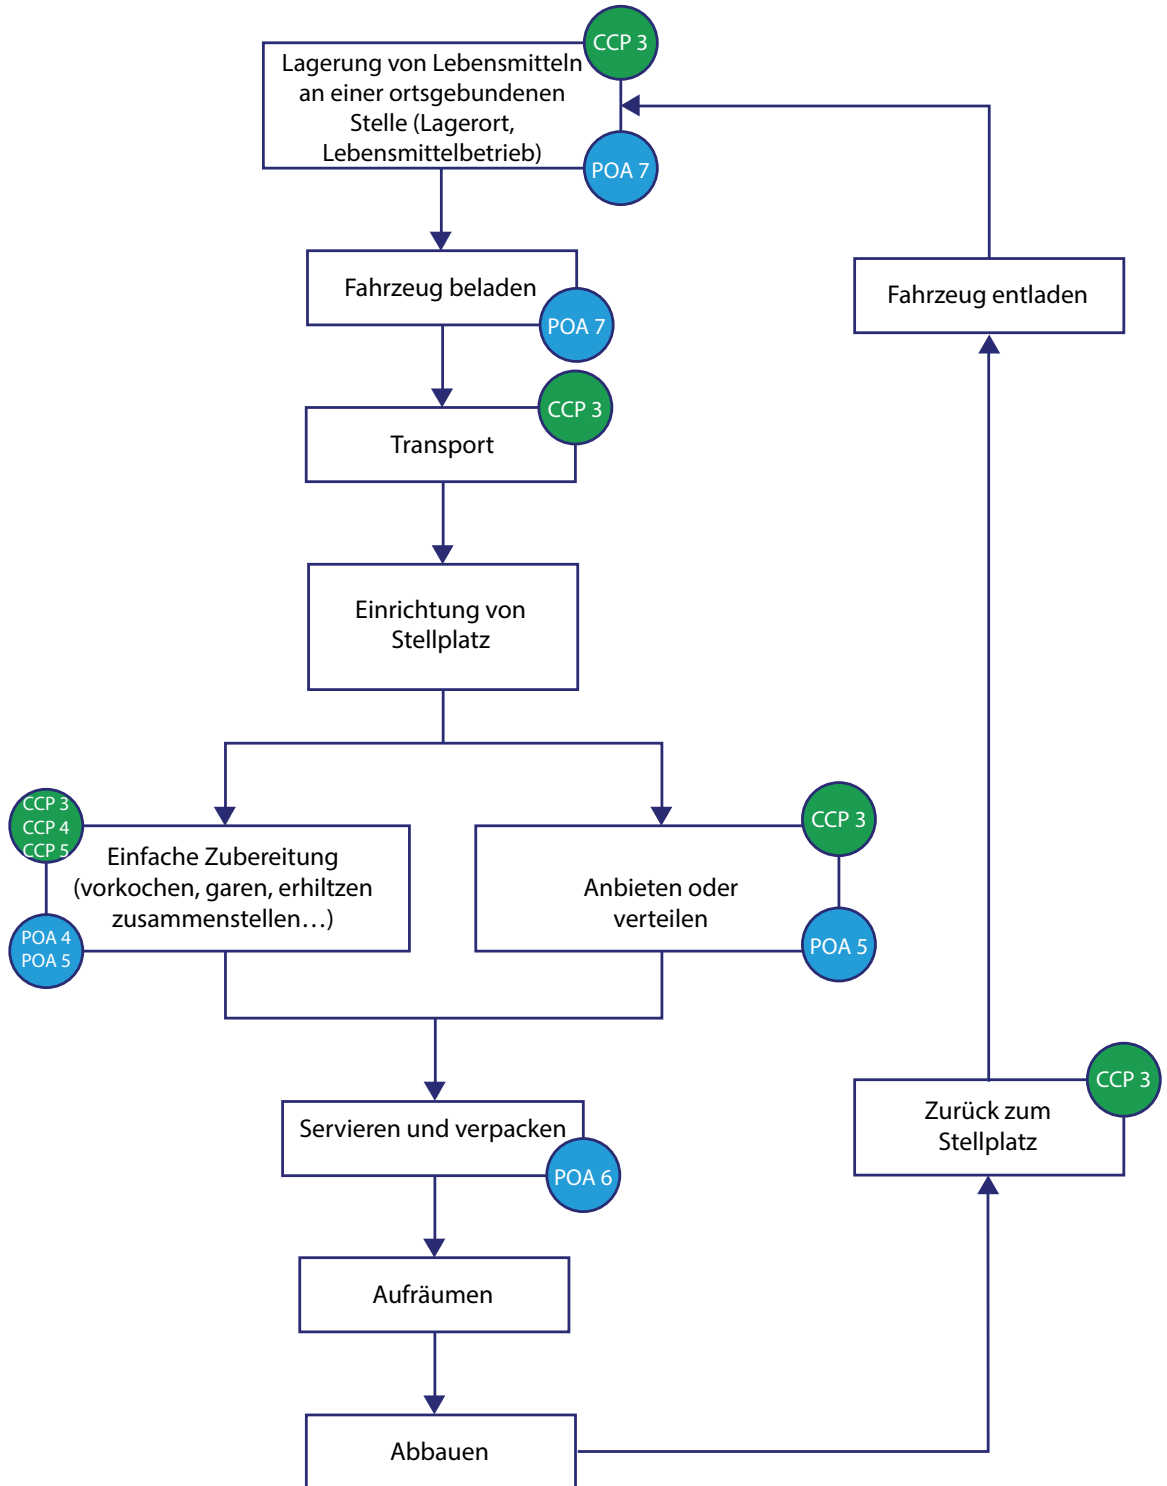 CCP 3
Lagerung von Lebensmitteln
an einer ortsgebundenen
Stelle (Lagerort,
Lebensmittelbetrieb)
POA 7
Fahrzeug beladen
POA 7
Fahrzeug entladen
CCP 3
Transport
Einrichtung von
Stellplatz
CCP 3
CCP 4
CCP 5
Einfache Zubereitung
(vorkochen, garen, erhiltzen
zusammenstellen…)
POA 4
POA 5
CCP 3
Anbieten oder
verteilen
POA 5
Servieren und verpacken
POA 6
CCP 3
Zurück zum
Stellplatz
Aufräumen
Abbauen